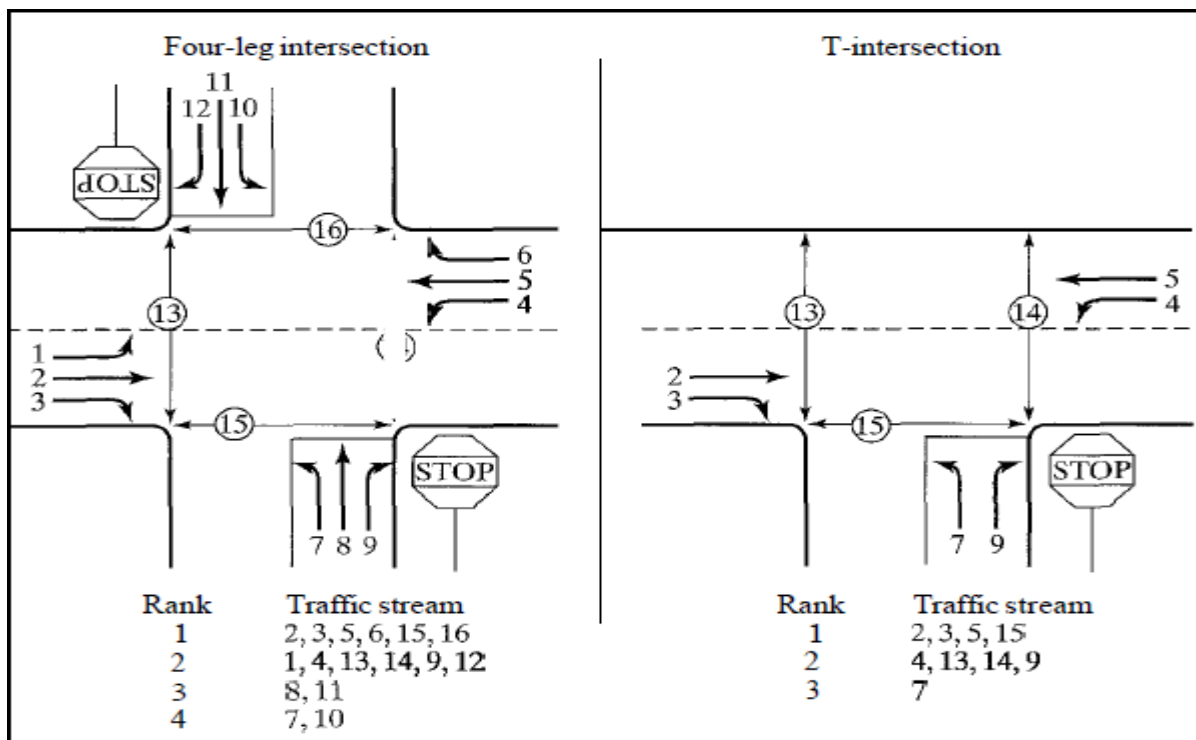 Four-leg intersection
11
12 10
STOP
16
6
5
4
13
1
2
3
15
STOP
7 8 9
Rank Traffic stream
1 2, 3, 5, 6, 15, 16
2 1, 4, 13, 14, 9, 12
3 8, 11
4 7, 10
T-intersection
5
4
13 14
2
3
15
STOP
7 9
Rank Traffic stream
1 2, 3, 5, 15
2 4, 13, 14, 9
3 7